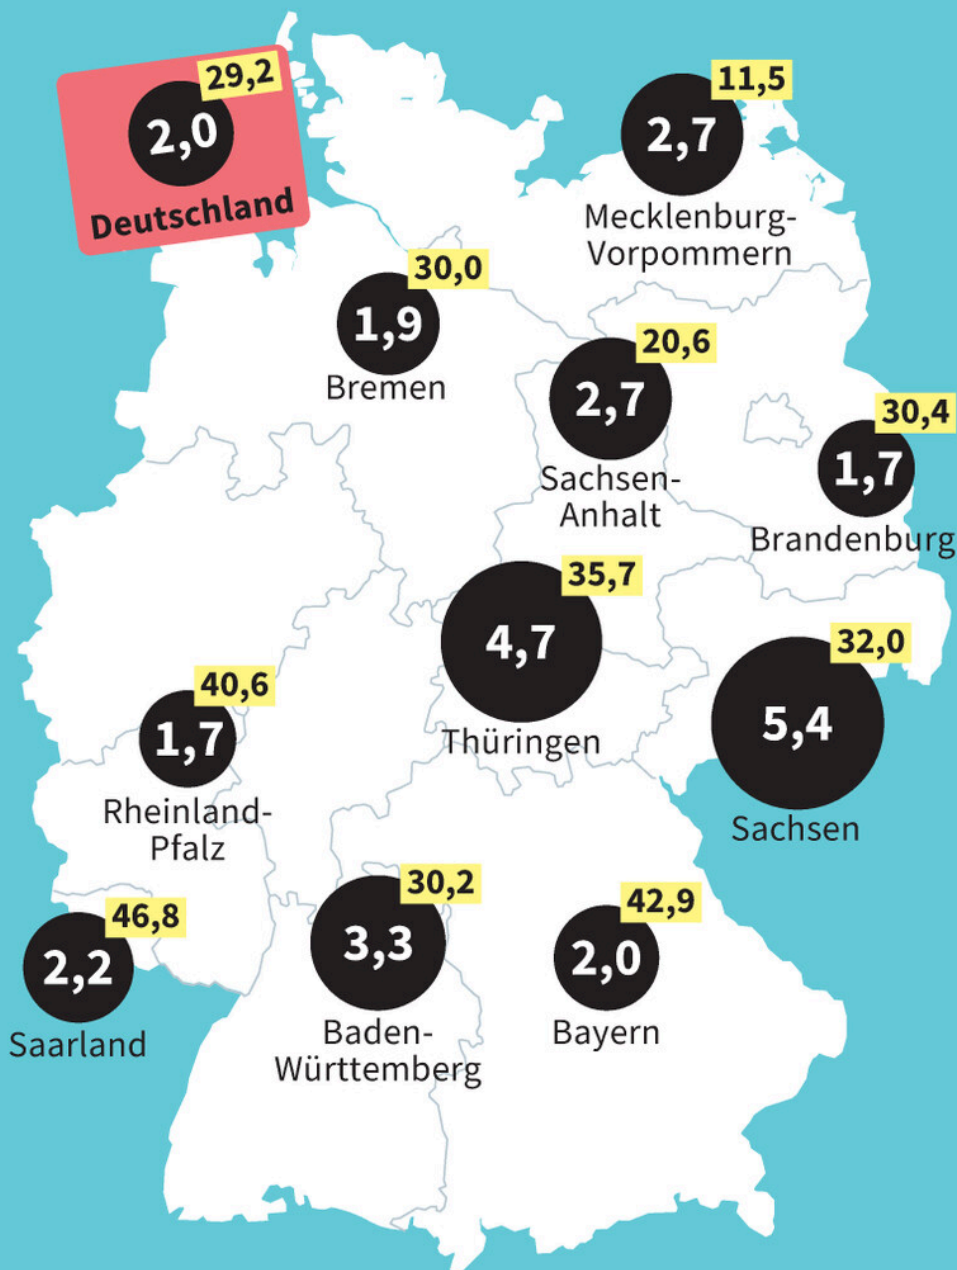 29,2
2,0
Deutschland
11,5
2,7
Mecklenburg-
Vorpommern
30,0
1,9
Bremen
20,6
2,7
Sachsen-
Anhalt
30,4
1,7
Brandenburg
35,7
4,7
Thüringen
32,0
5,4
Sachsen
40,6
1,7
Rheinland-
Pfalz
46,8
2,2
Saarland
30,2
3,3
Baden-
Württemberg
42,9
2,0
Bayern